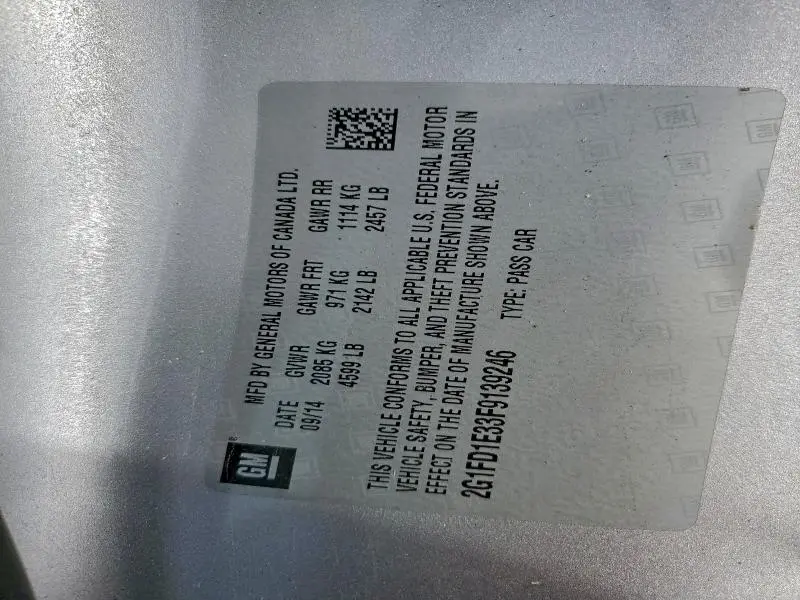 GM
MFD BY GENERAL MOTORS OF CANADA LTD.
DATE GVWR GAWR FRT GAWR RR
09/14 2085 KG 971 KG 1114 KG
4599 LB 2142 LB 2457 LB
THIS VEHICLE CONFORMS TO ALL APPLICABLE U.S. FEDERAL MOTOR
VEHICLE SAFETY, BUMPER, AND THEFT PREVENTION STANDARDS IN
EFFECT ON THE DATE OF MANUFACTURE SHOWN ABOVE.
2G1FD1E33F9139246 TYPE: PASS CAR